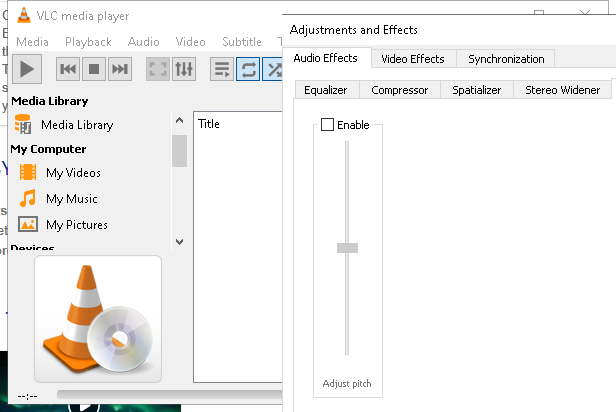 VLC media player
Media Playback Audio Video Subtitle
Media Library
Media Library
My Computer
My Videos
My Music
My Pictures
Devices
Title
--:--
Adjustments and Effects
Audio Effects Video Effects Synchronization
Equalizer Compressor Spatializer Stereo Widener
Enable
Adjust pitch